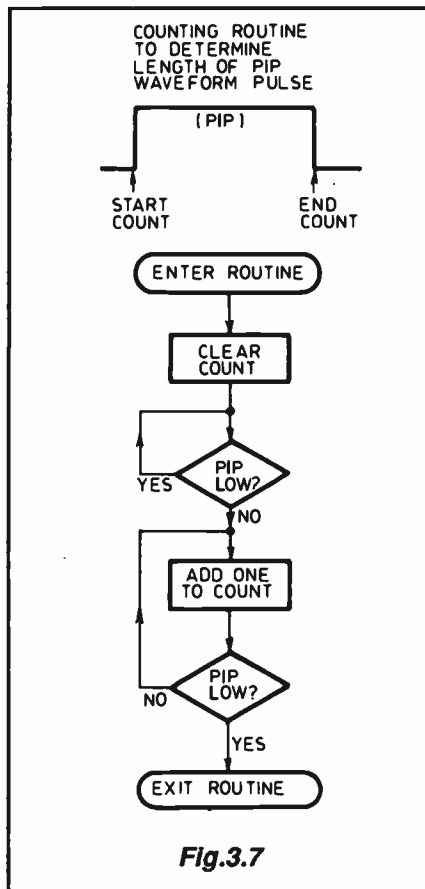 COUNTING ROUTINE
TO DETERMINE
LENGTH OF PIP
WAVEFORM PULSE
(PIP)
START
COUNT
END
COUNT
ENTER ROUTINE
CLEAR
COUNT
PIP
LOW?
YES
NO
ADD ONE
TO COUNT
PIP
LOW?
NO
YES
EXIT ROUTINE
Fig.3.7